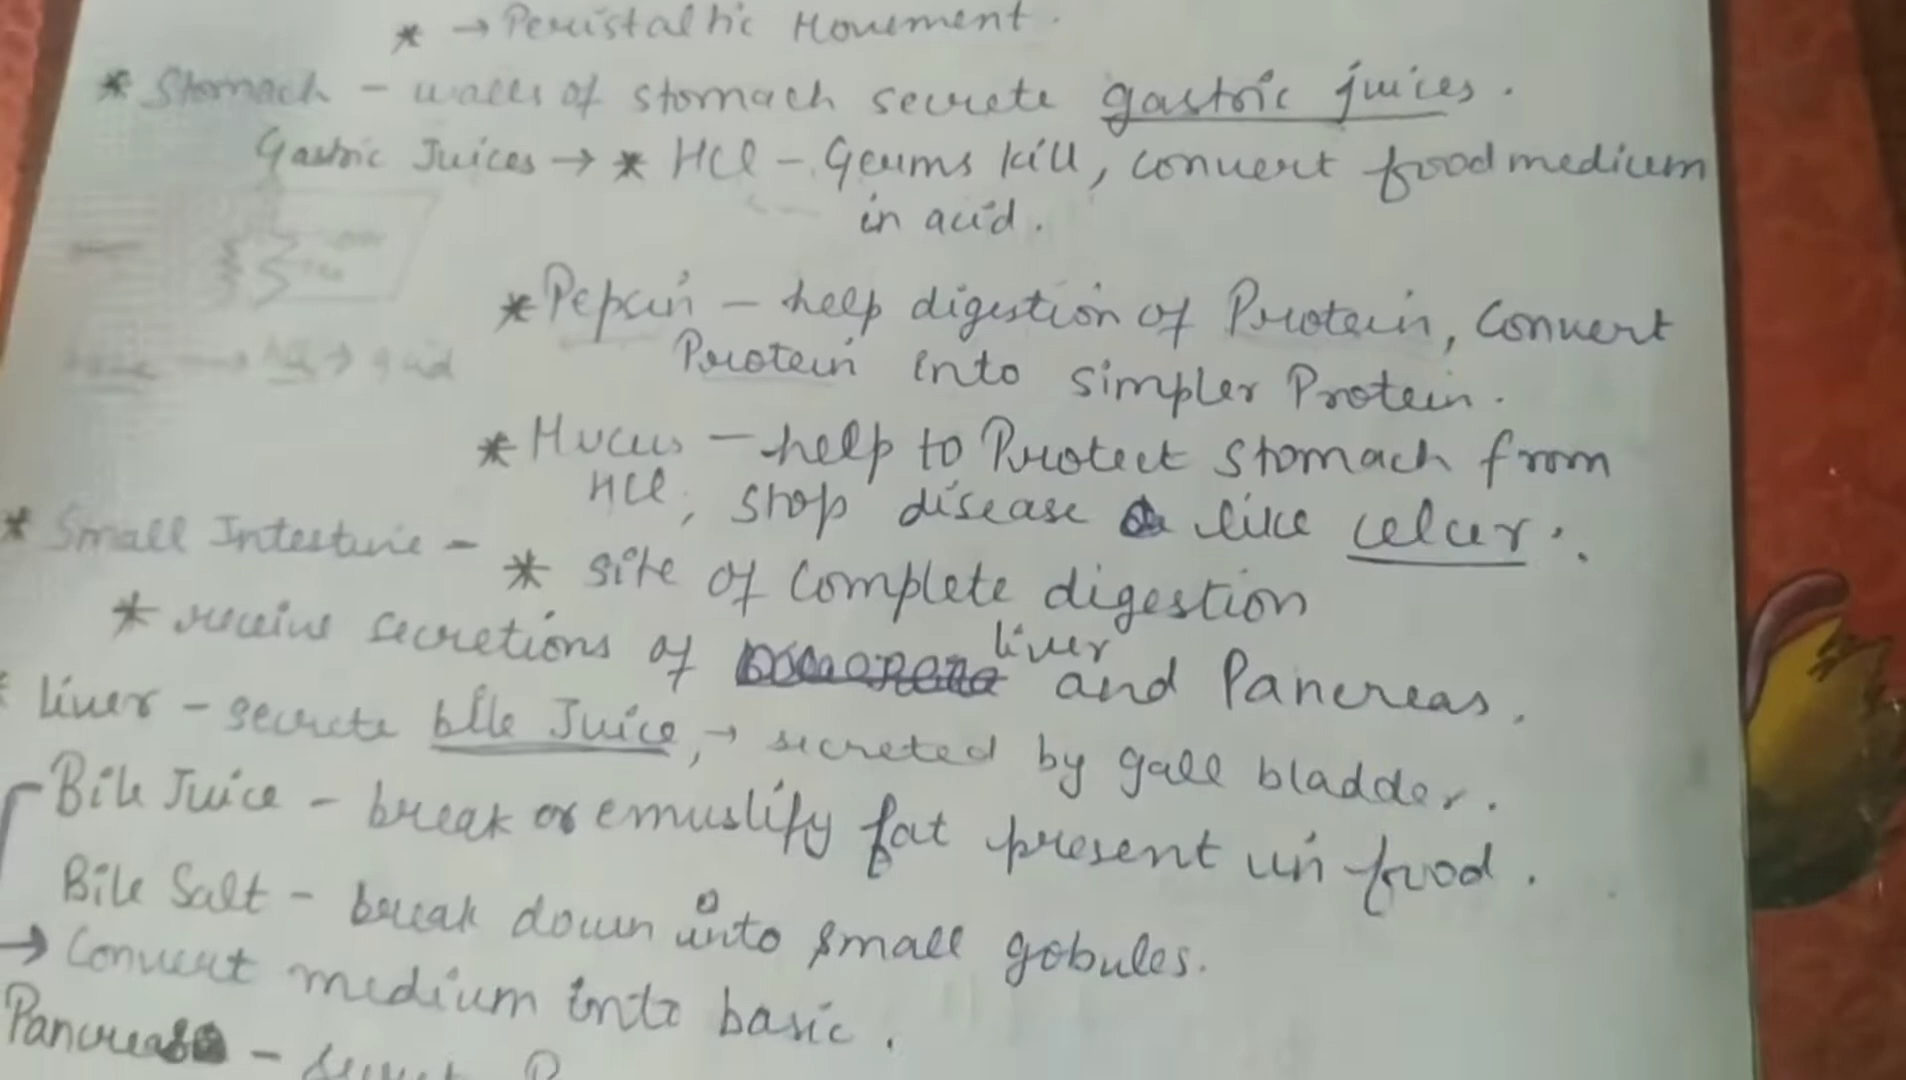 * → Peristaltic Movement.
* Stomach - walls of stomach secrete gastric juices.
Gastric Juices → * HCl - Germs kill, convert food medium
in acid.
* Pepsin - help digestion of Protein, Convert
Protein into simpler Protein.
* Mucus - help to Protect stomach from
HCl, stop disease like ulcer.
* Small Intestine -
* site of Complete digestion
* receive secretions of liver and Pancreas.
* Liver - secrete bile Juice, → secreted by gall bladder.
Bile Juice - break or emuslify fat present in food.
Bile Salt - break down into small gobules.
→ Convert medium into basic.
Pancreas -